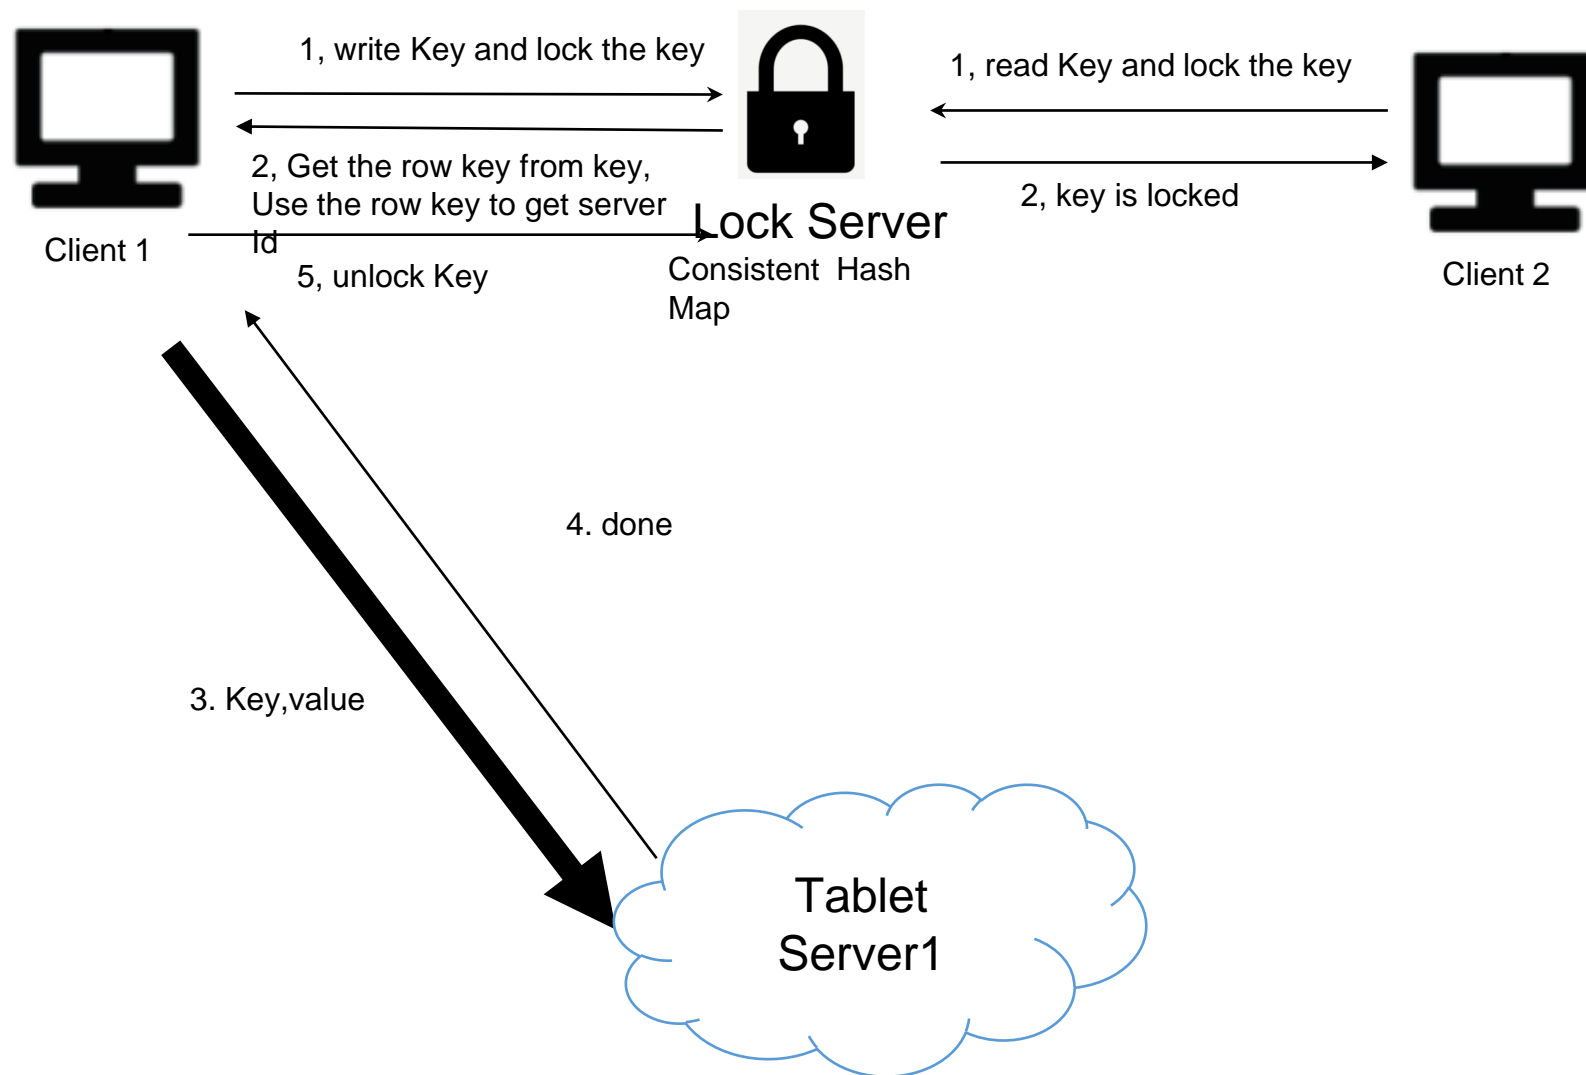 1, write Key and lock the key
1, read Key and lock the key
2, Get the row key from key,
Use the row key to get server
Id
2, key is locked
Lock Server
Client 1
5, unlock Key
Consistent  Hash
Map
Client 2
4. done
3. Key,value
Tablet
Server1